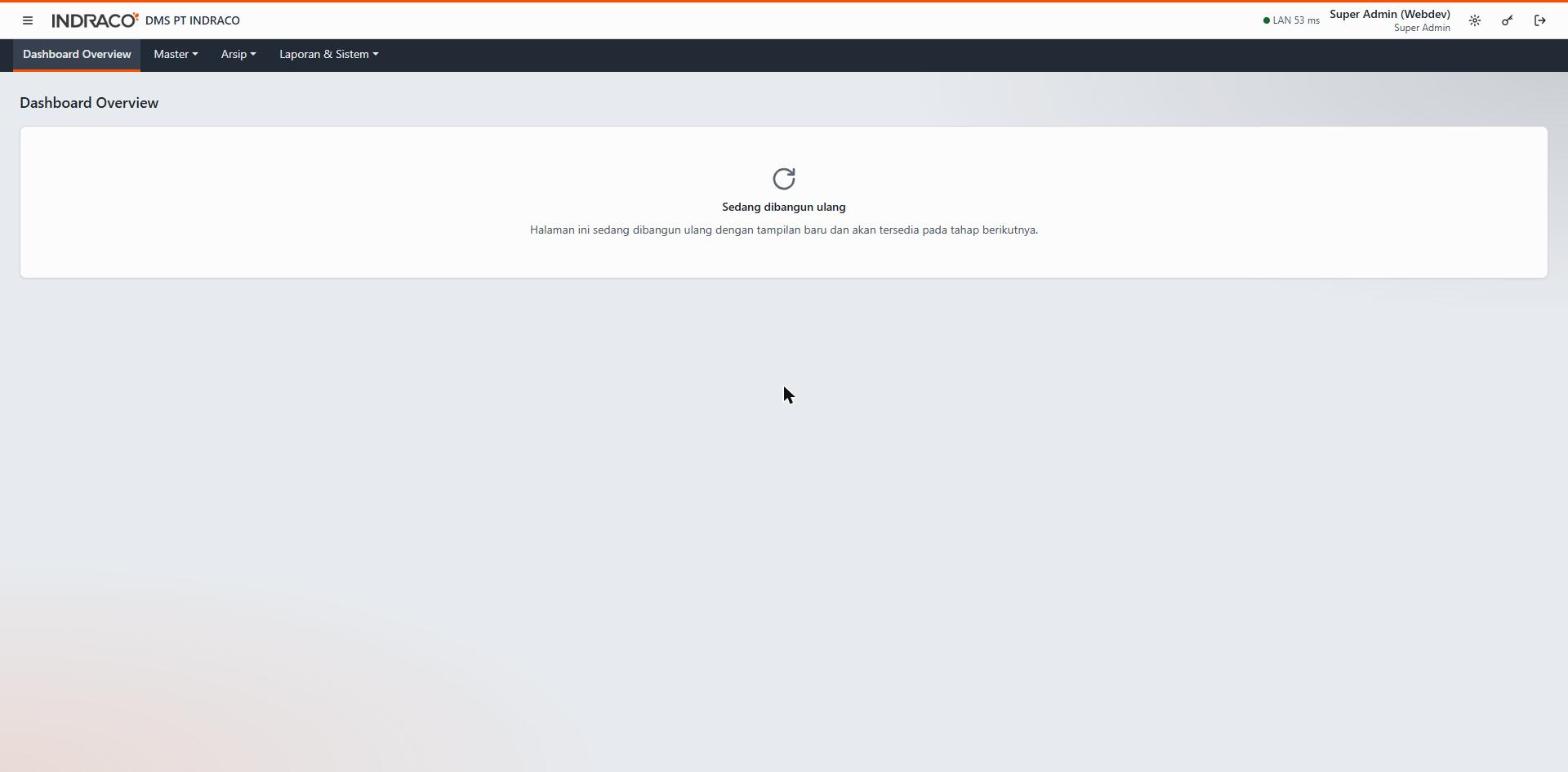 INDRACO DMS PT INDRACO
LAN 53 ms
Super Admin (Webdev)
Super Admin
Dashboard Overview
Master
Arsip
Laporan & Sistem
Dashboard Overview
Sedang dibangun ulang
Halaman ini sedang dibangun ulang dengan tampilan baru dan akan tersedia pada tahap berikutnya.